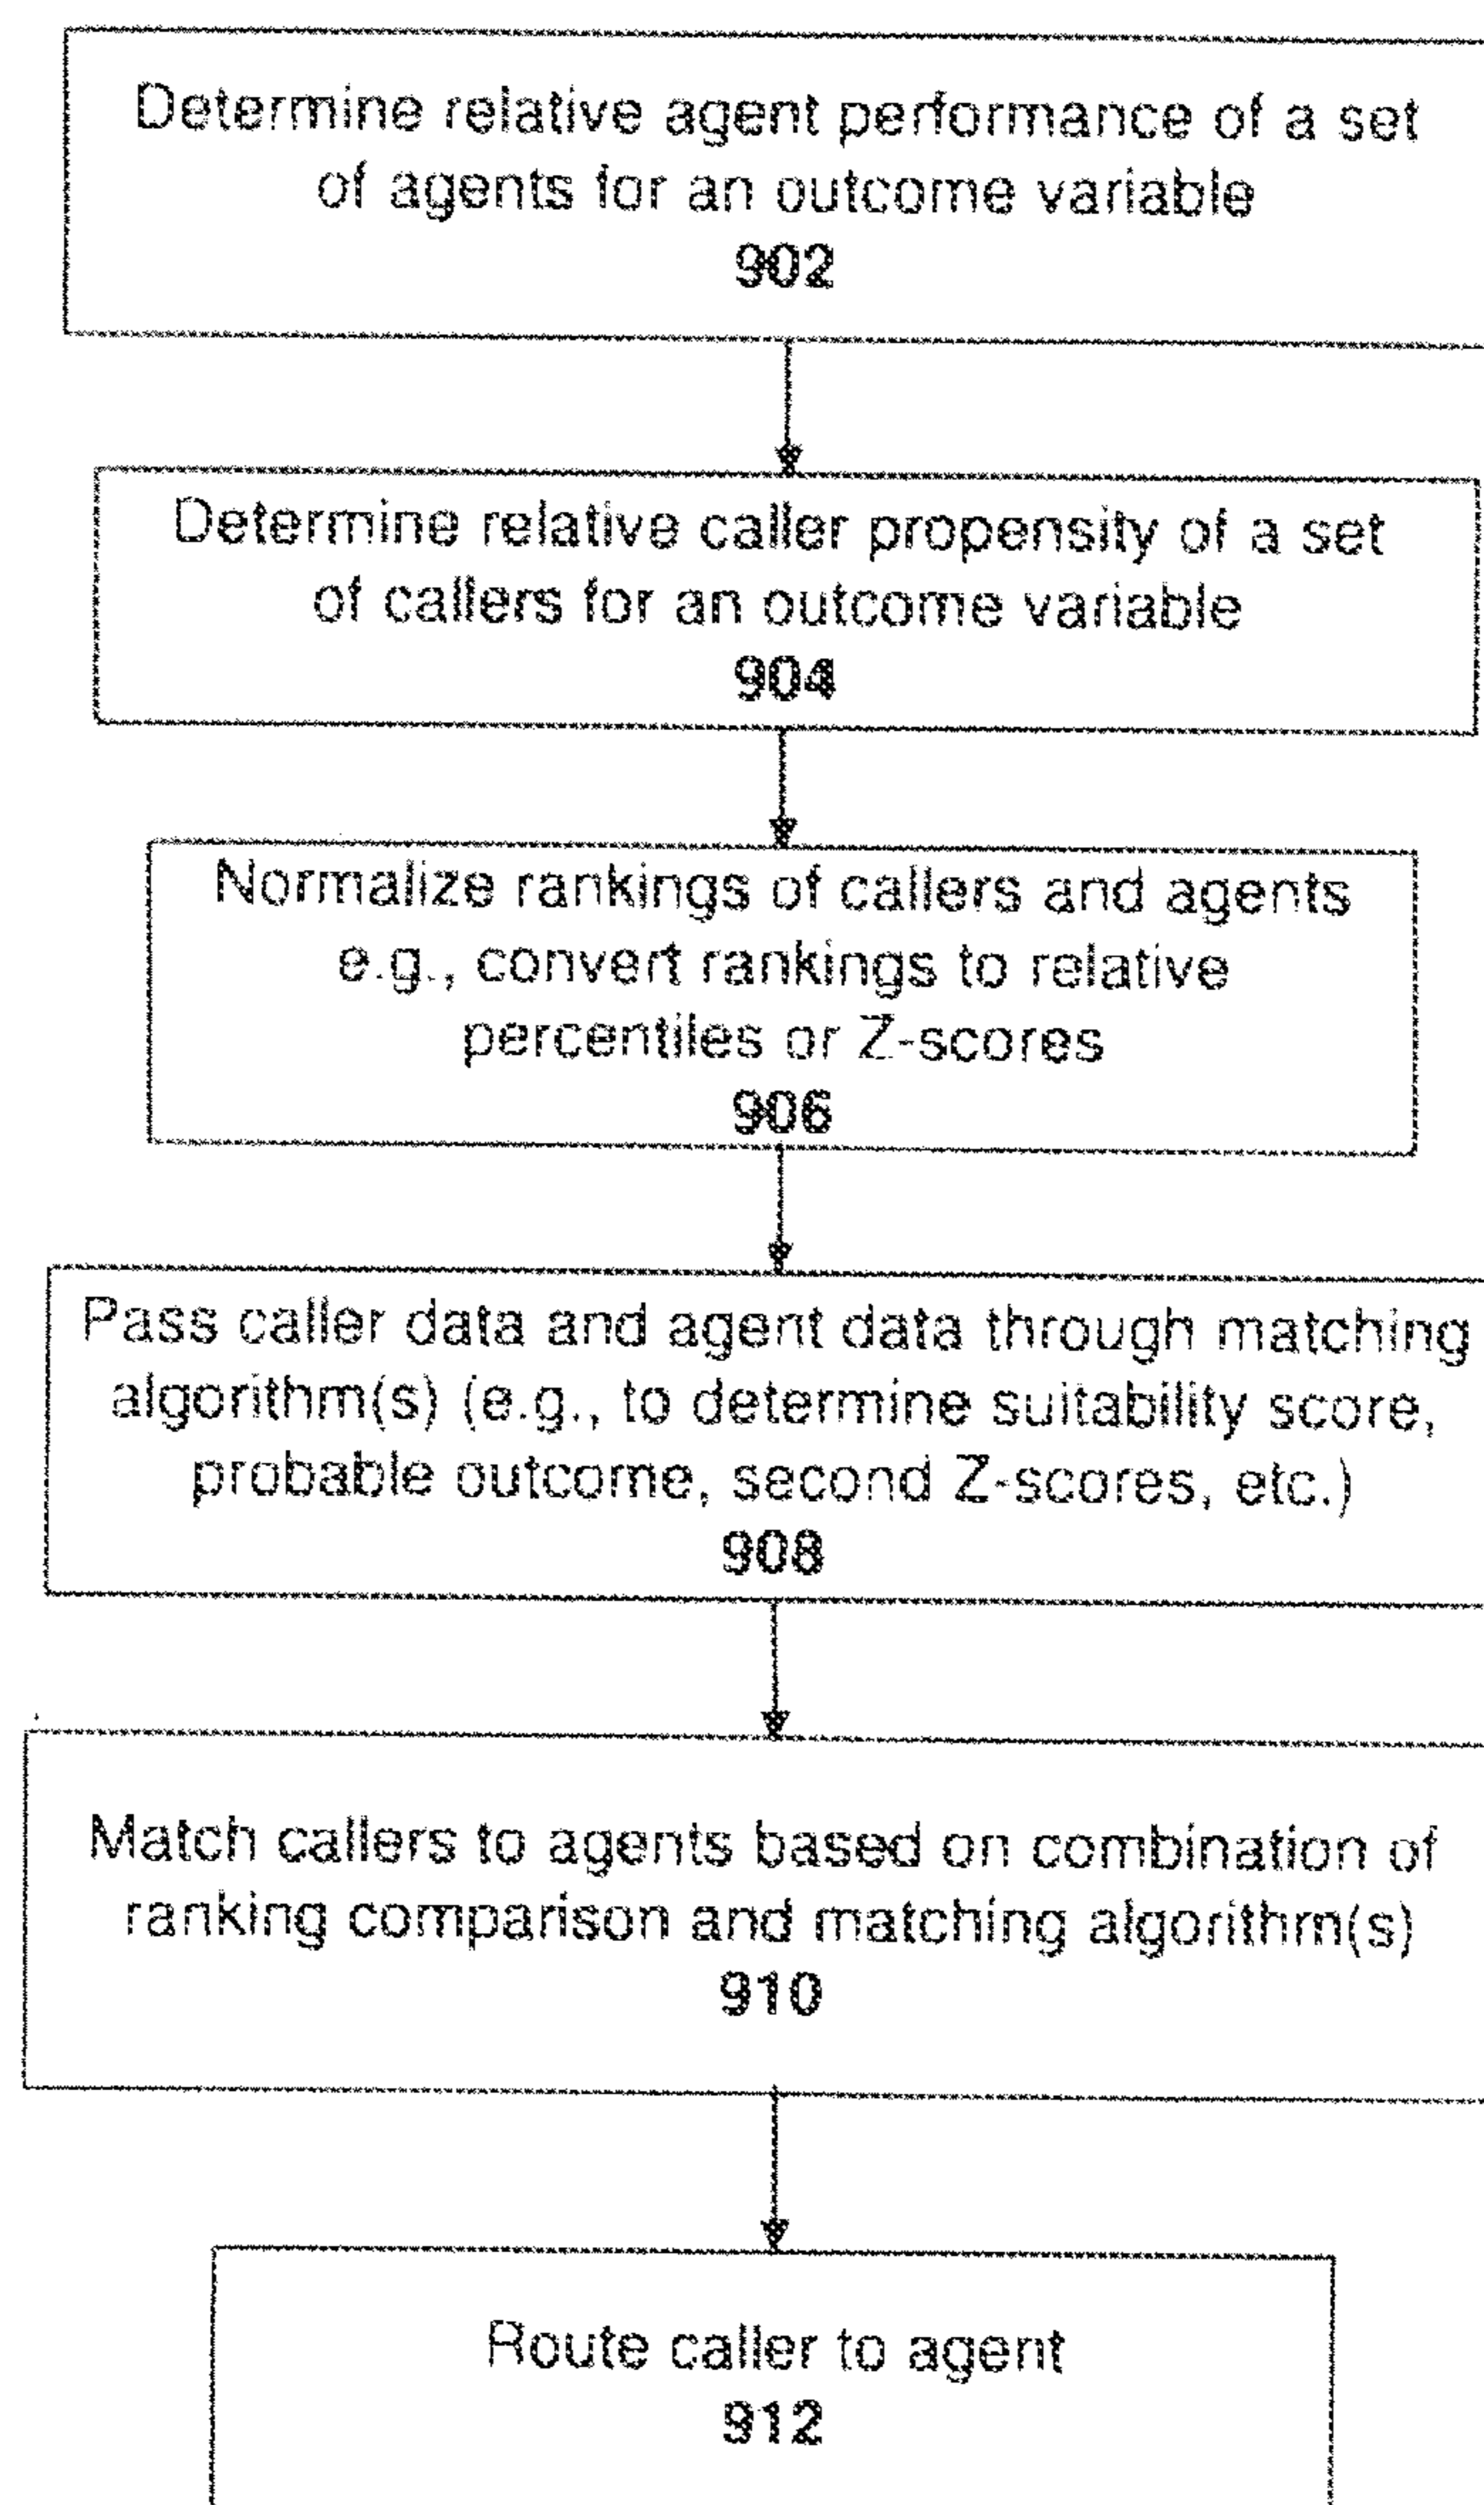 Determine relative agent performance of a set
of agents for an outcome variable
902
Determine relative caller propensity of a set
of callers for an outcome variable
904
Normalize rankings of callers and agents
e.g., convert rankings to relative
percentiles or Z-scores
906
Pass caller data and agent data through matching
algorithm(s) (e.g., to determine suitability score,
probable outcome, second Z-scores, etc.)
908
Match callers to agents based on combination of
ranking comparison and matching algorithm(s)
910
Route caller to agent
912